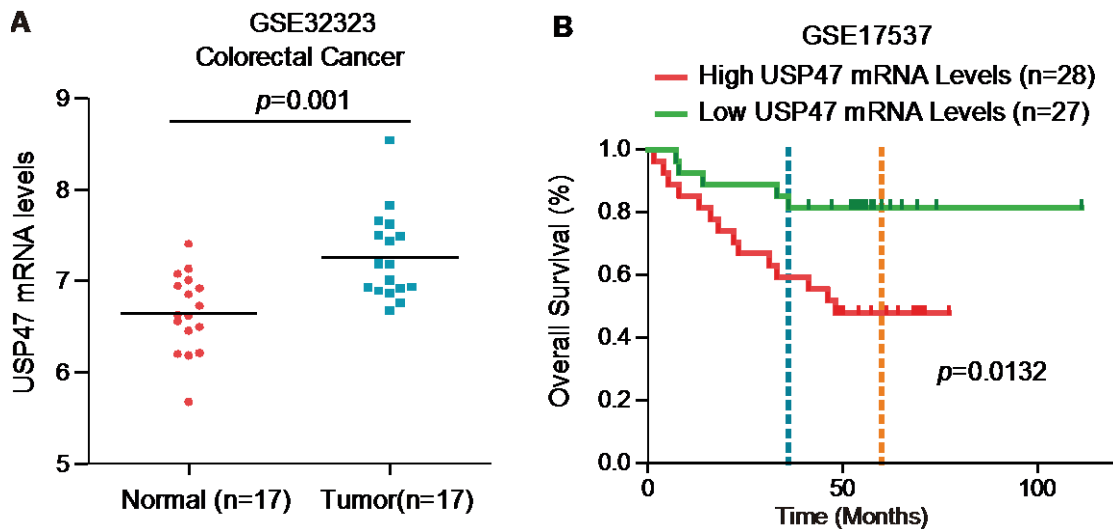 A
GSE32323
Colorectal Cancer
p=0.001
USP47 mRNA levels
9
8
7
6
5
Normal (n=17)
Tumor(n=17)
B
GSE17537
High USP47 mRNA Levels (n=28)
Low USP47 mRNA Levels (n=27)
Overall Survival (%)
1.0
0.8
0.6
0.4
0.2
0.0
p=0.0132
0
50
100
Time (Months)